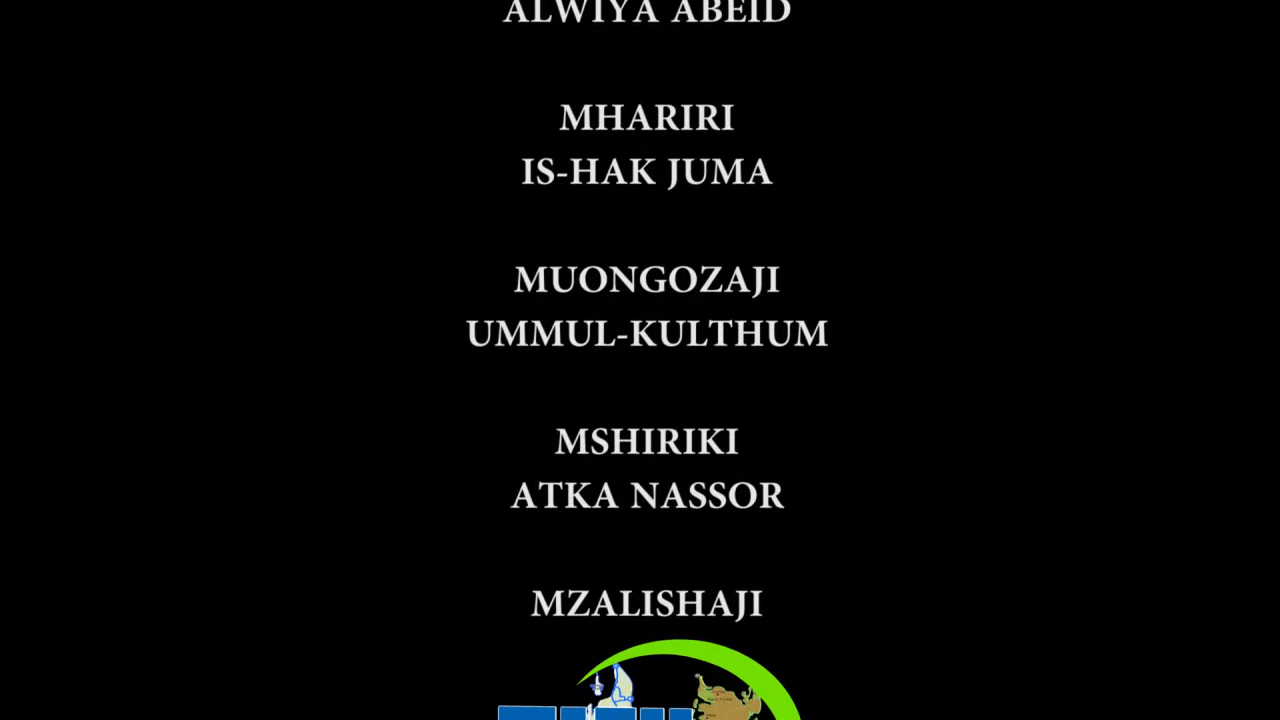 ALWIYA ABEID
MHARIRI
IS-HAK JUMA
MUONGOZAJI
UMMUL-KULTHUM
MSHIRIKI
ATKA NASSOR
MZALISHAJI